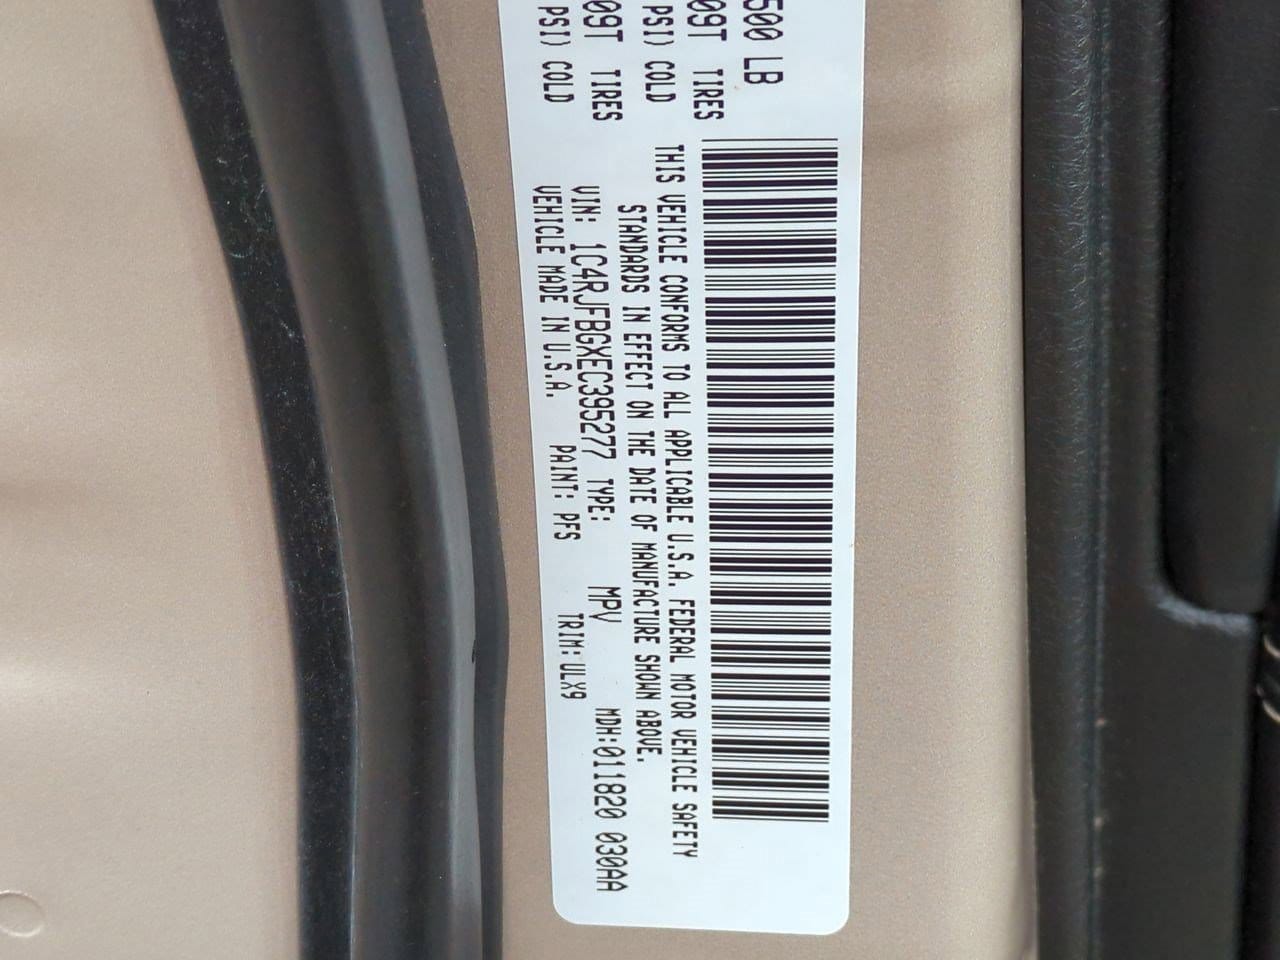 500 LB
09T TIRES
PSI) COLD
09T TIRES
PSI) COLD
THIS VEHICLE CONFORMS TO ALL APPLICABLE U.S.A. FEDERAL MOTOR VEHICLE SAFETY
STANDARDS IN EFFECT ON THE DATE OF MANUFACTURE SHOWN ABOVE.
VIN: 1C4RJFBGXEC395277 TYPE: MPV MDH:011820 030AA
VEHICLE MADE IN U.S.A. PAINT: PFS TRIM: ULX9